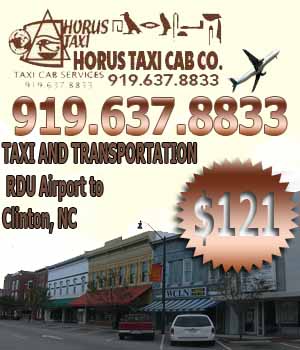 HORUS
TAXI
TAXI CAB SERVICES
919.637.8833
HORUS TAXI CAB CO.
919.637.8833
919.637.8833
TAXI AND TRANSPORTATION
RDU Airport to
Clinton, NC
$121